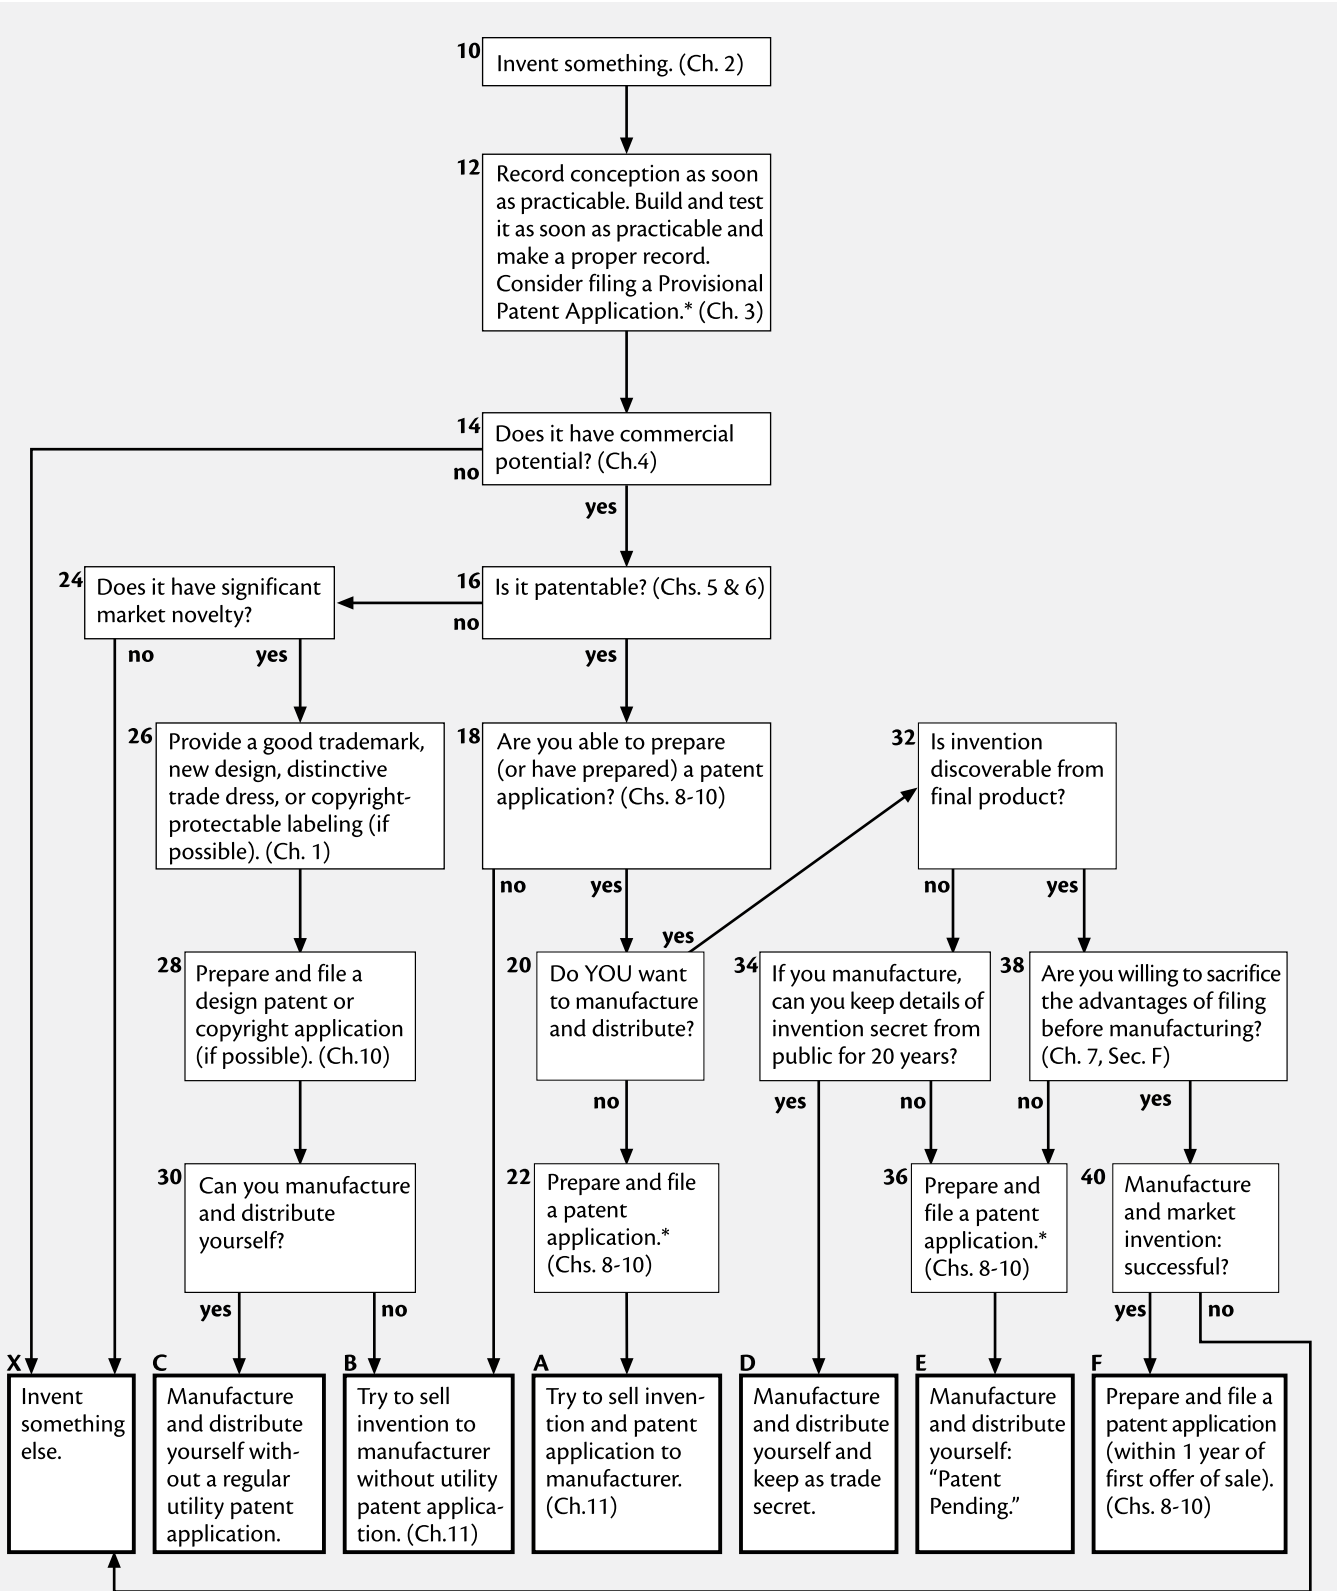 10
Invent something. (Ch. 2)
12
Record conception as soon
as practicable. Build and test
it as soon as practicable and
make a proper record.
Consider filing a Provisional
Patent Application.* (Ch. 3)
14
Does it have commercial
potential? (Ch.4)
no
yes
16
Is it patentable? (Chs. 5 & 6)
no
yes
24
Does it have significant
market novelty?
no
yes
26
Provide a good trademark,
new design, distinctive
trade dress, or copyright-
protectable labeling (if
possible). (Ch. 1)
18
Are you able to prepare
(or have prepared) a patent
application? (Chs. 8-10)
no
yes
32
Is invention
discoverable from
final product?
no
yes
28
Prepare and file a
design patent or
copyright application
(if possible). (Ch.10)
20
Do YOU want
to manufacture
and distribute?
yes
no
34
If you manufacture,
can you keep details of
invention secret from
public for 20 years?
yes
no
38
Are you willing to sacrifice
the advantages of filing
before manufacturing?
(Ch. 7, Sec. F)
no
yes
30
Can you manufacture
and distribute
yourself?
yes
no
22
Prepare and file
a patent
application.*
(Chs. 8-10)
36
Prepare and
file a patent
application.*
(Chs. 8-10)
40
Manufacture
and market
invention:
successful?
yes
no
X
Invent
something
else.
C
Manufacture
and distribute
yourself with-
out a regular
utility patent
application.
B
Try to sell
invention to
manufacturer
without utility
patent applica-
tion. (Ch.11)
A
Try to sell inven-
tion and patent
application to
manufacturer.
(Ch.11)
D
Manufacture
and distribute
yourself and
keep as trade
secret.
E
Manufacture
and distribute
yourself:
“Patent
Pending.”
F
Prepare and file a
patent application
(within 1 year of
first offer of sale).
(Chs. 8-10)